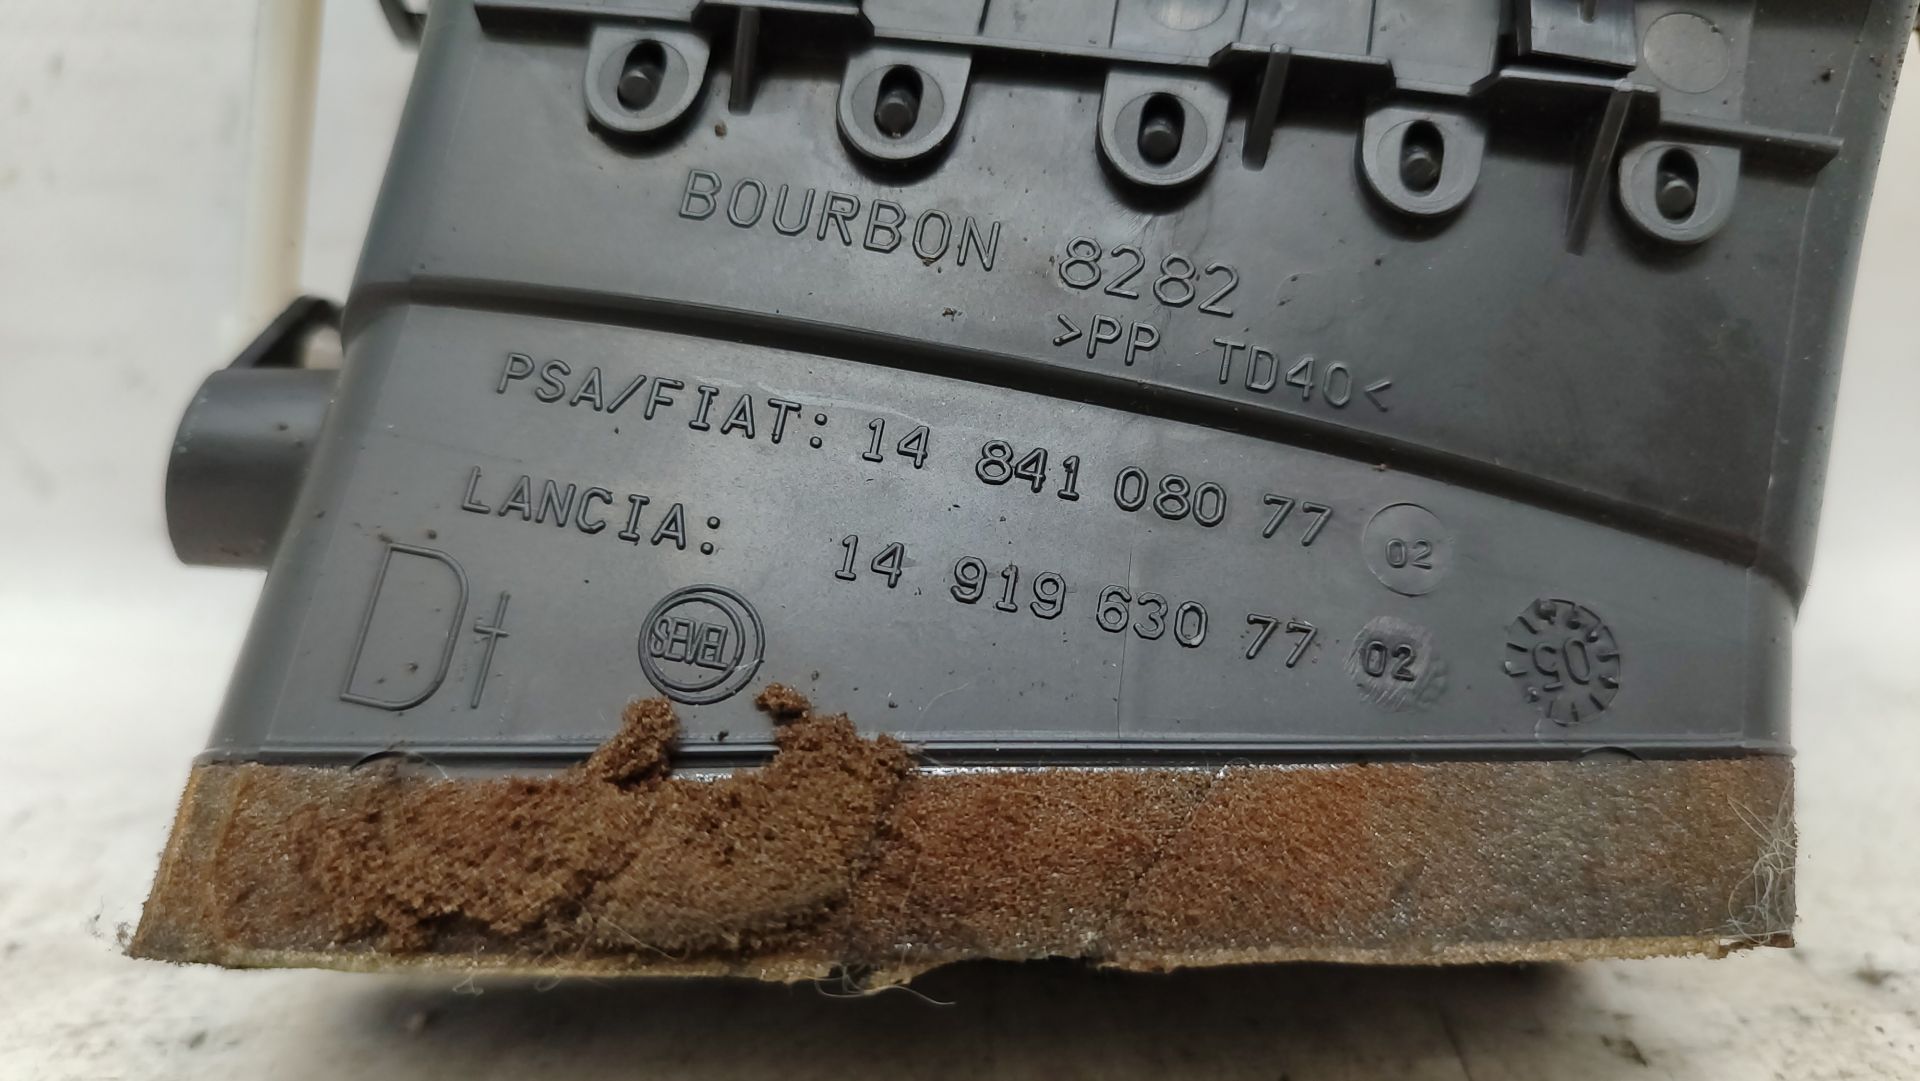 BOURBON 8282
>PP TD40<
PSA/FIAT: 14 841 080 77 02
LANCIA: 14 919 630 77 02
D
SEVEL
05